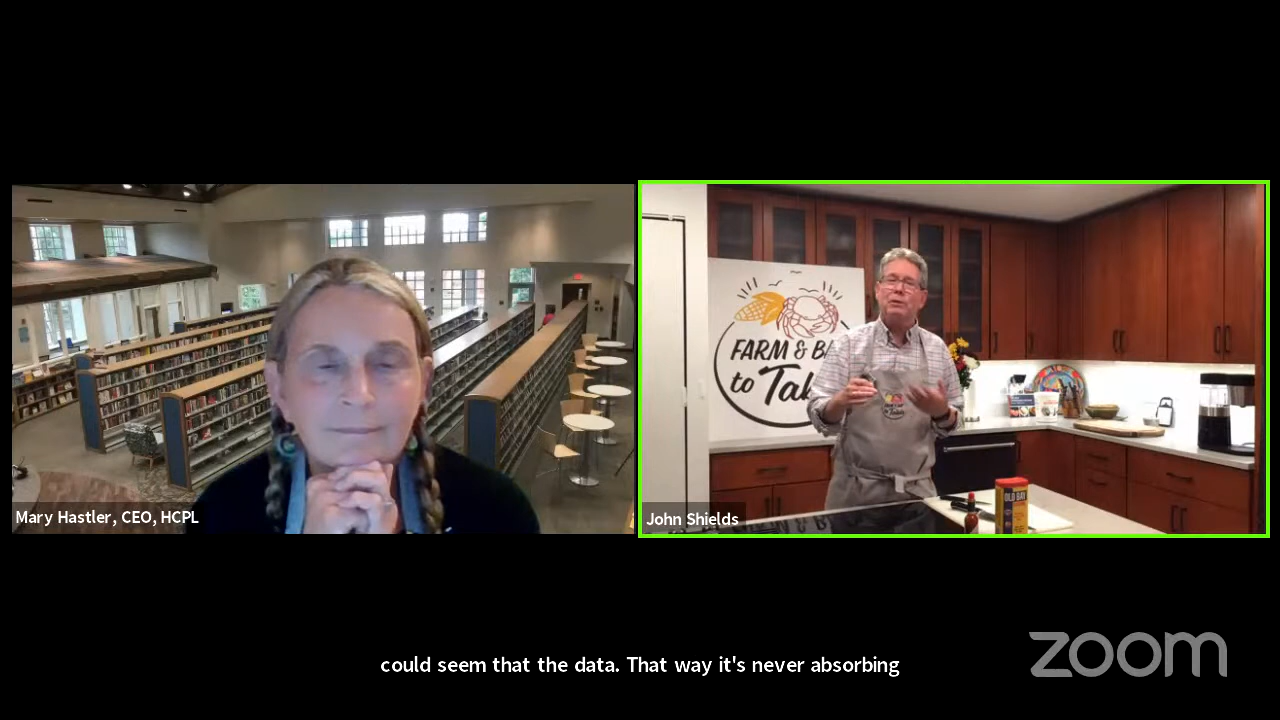 FARM & BA
to Tab
OLD BAY
Mary Hastler, CEO, HCPL
John Shields
could seem that the data. That way it's never absorbing
zoom